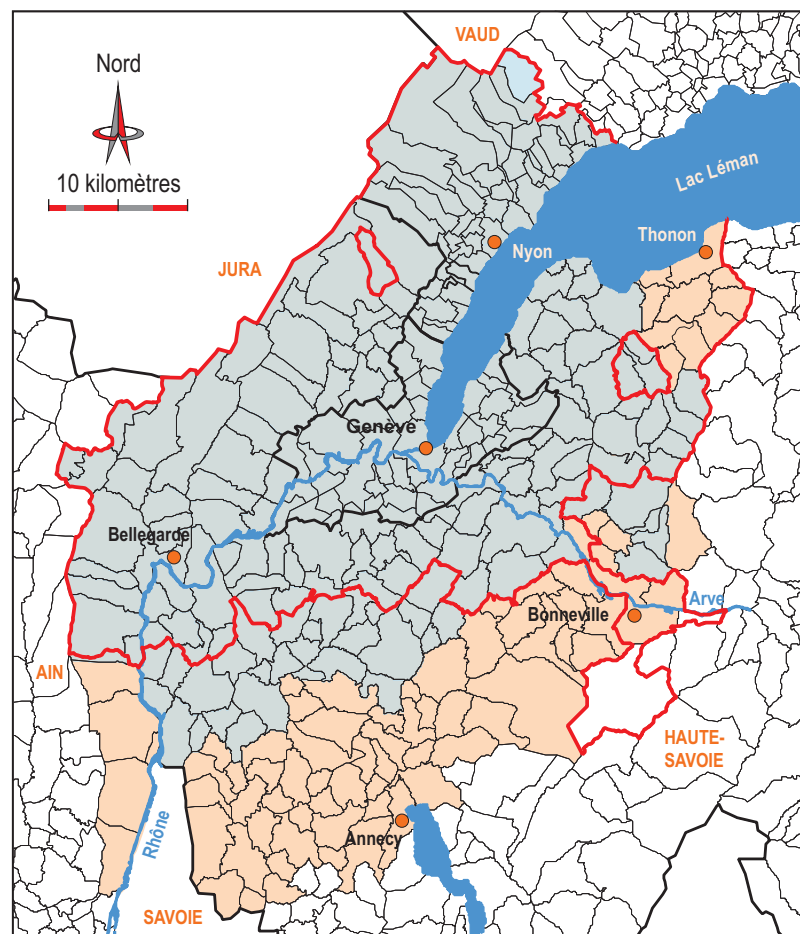 VAUD
Nord
10 kilomètres
Lac Léman
Thonon
Nyon
JURA
Genève
Bellegarde
Arve
Bonneville
AIN
HAUTE-
SAVOIE
Rhône
Annecy
SAVOIE